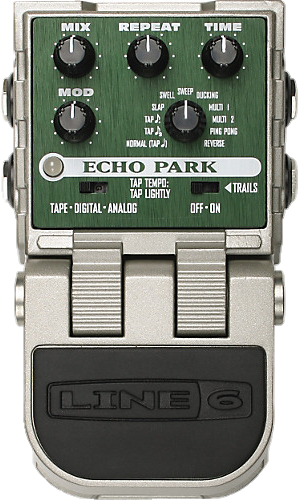 MIX REPEAT TIME
MOD
SWELL SWEEP DUCKING
SLAP MULTI 1
TAP♪. MULTI 2
TAP♪3 PING PONG
NORMAL (TAP♩) REVERSE
ECHO PARK
TAP TEMPO:
TAP LIGHTLY
◀TRAILS
TAPE • DIGITAL • ANALOG OFF • ON
LINE 6